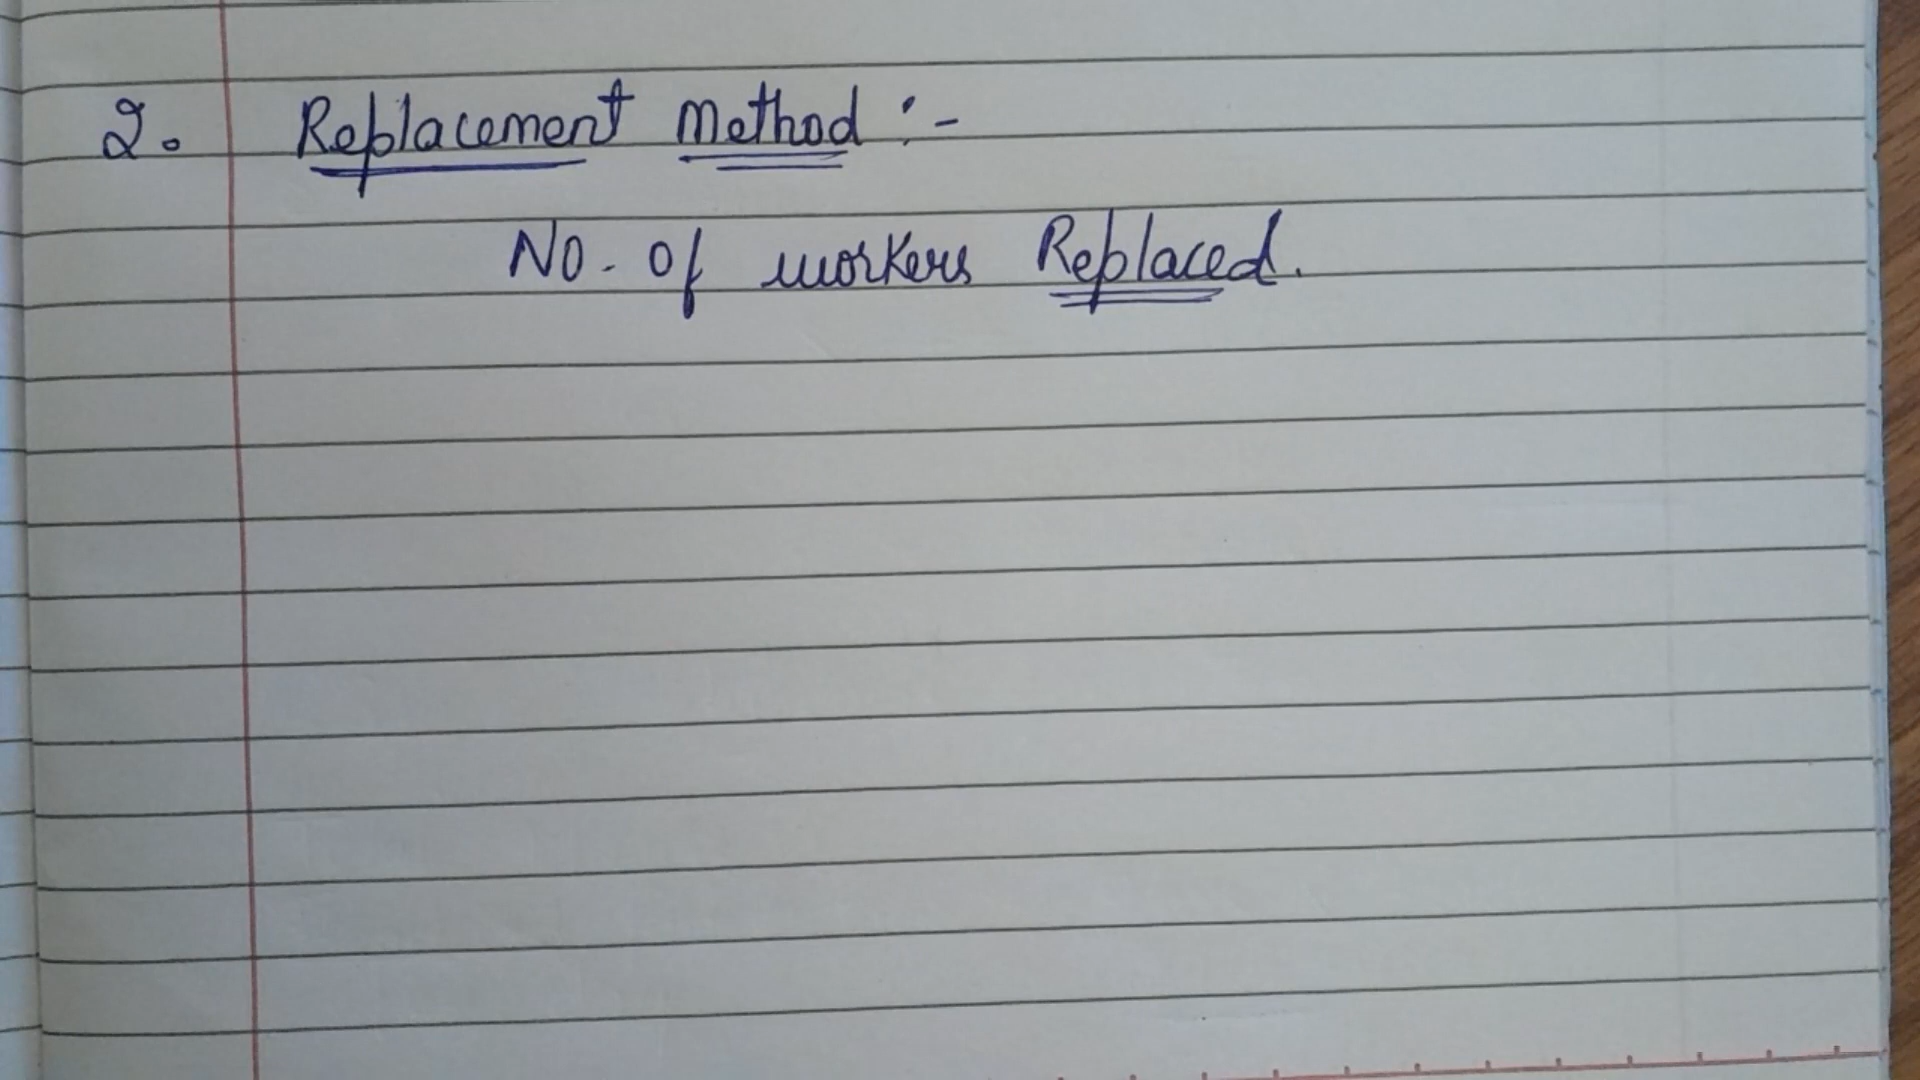 2. Replacement Method :-
No. of workers Replaced.